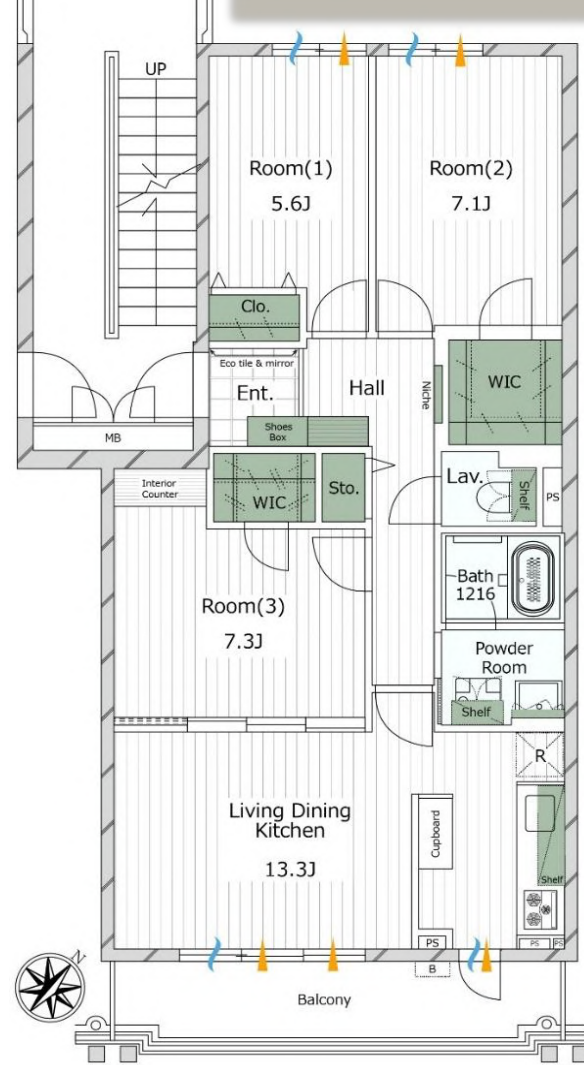 UP
Room(1)
5.6J
Room(2)
7.1J
Clo.
Eco tile & mirror
Ent.
Hall
Niche
WIC
Shoes
Box
MB
Interior
Counter
WIC
Sto.
Lav.
Shelf
PS
Bath
1216
Room(3)
7.3J
Powder
Room
Shelf
R
Living Dining
Kitchen
13.3J
Cupboard
Shelf
PS
PS
PS
B
Balcony
N